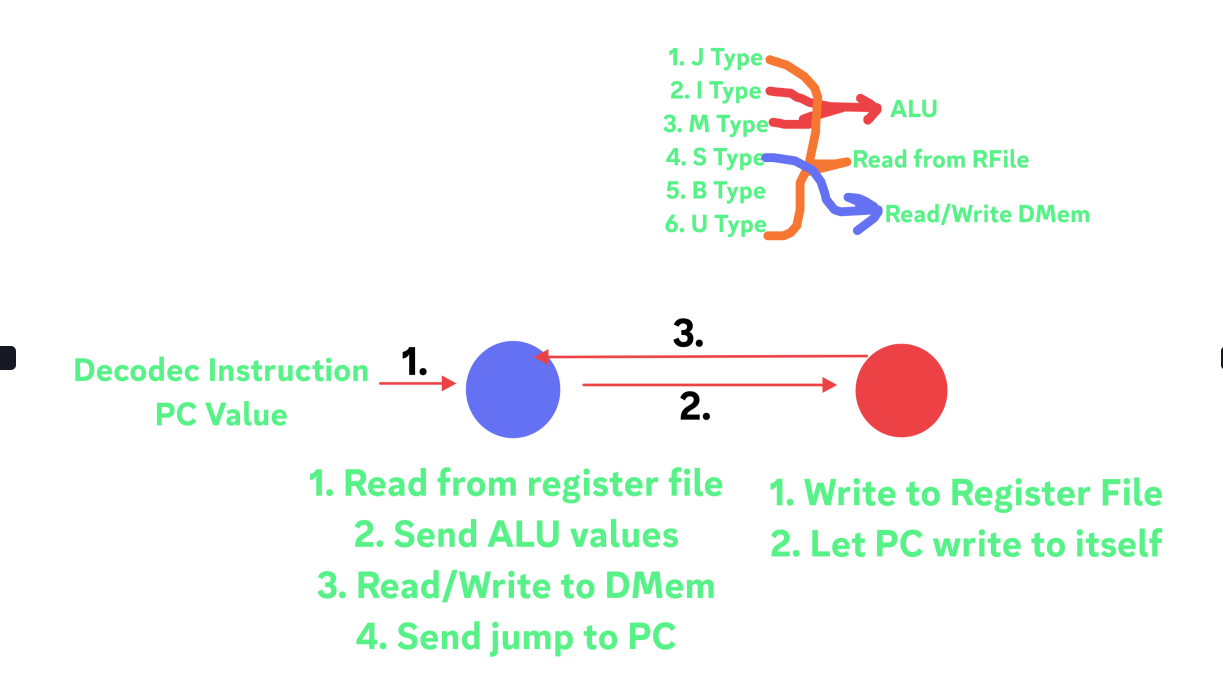 1. J Type
2. I Type
ALU
3. M Type
4. S Type
Read from RFile
5. B Type
Read/Write DMem
6. U Type
3.
1.
Decodec Instruction
PC Value
2.
1. Read from register file
2. Send ALU values
3. Read/Write to DMem
4. Send jump to PC
1. Write to Register File
2. Let PC write to itself